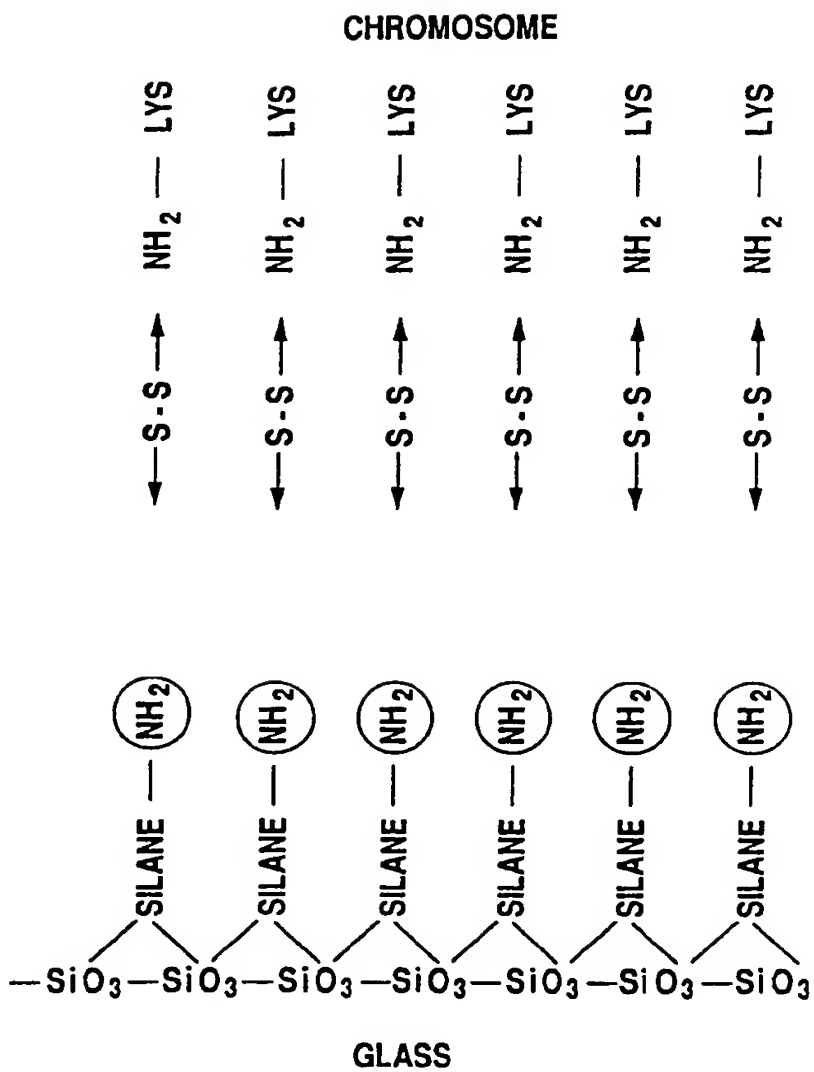 CHROMOSOME
LYS LYS LYS LYS LYS LYS
NH2 NH2 NH2 NH2 NH2 NH2
S-S S-S S-S S-S S-S S-S
NH2 NH2 NH2 NH2 NH2 NH2
SILANE SILANE SILANE SILANE SILANE SILANE
—SiO3—SiO3—SiO3—SiO3—SiO3—SiO3—SiO3
GLASS